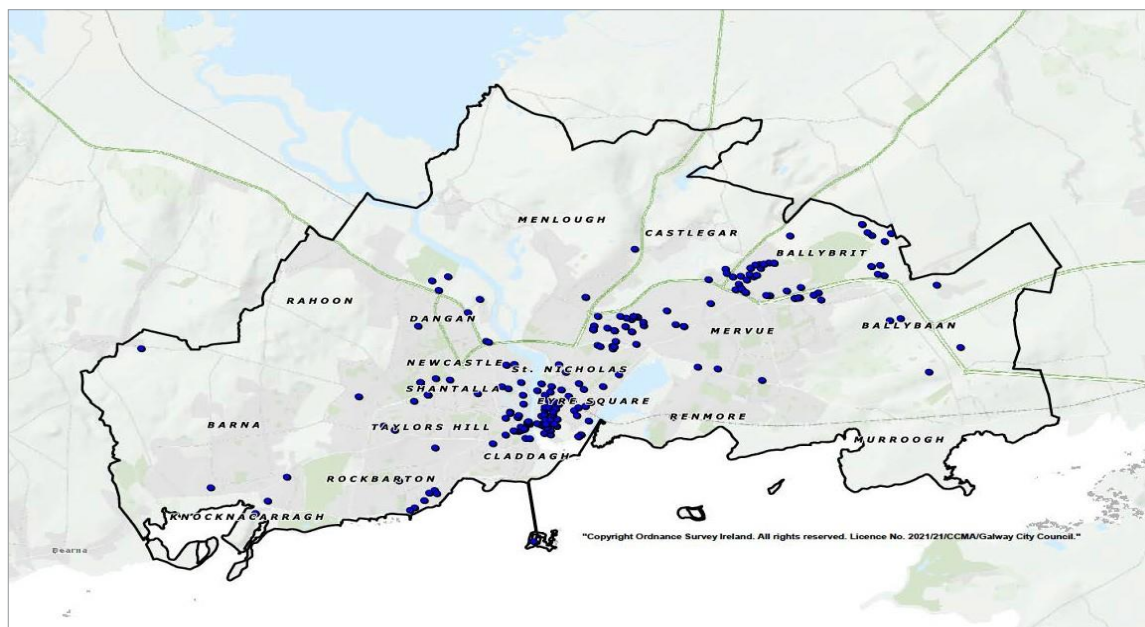 MENLOUGH
CASTLEGAR
BALLYBRIT
RAHOON
DANGAN
MERVUE
BALLYBAAN
NEWCASTLE
St. NICHOLAS
SHANTALLA
EYRE SQUARE
RENMORE
BARNA
TAYLORS HILL
MURROOGH
CLADDAGH
ROCKBARTON
KNOCKNACARRAGH
"Copyright Ordnance Survey Ireland. All rights reserved. Licence No. 2021/21/CCMA/Galway City Council."
Bearna